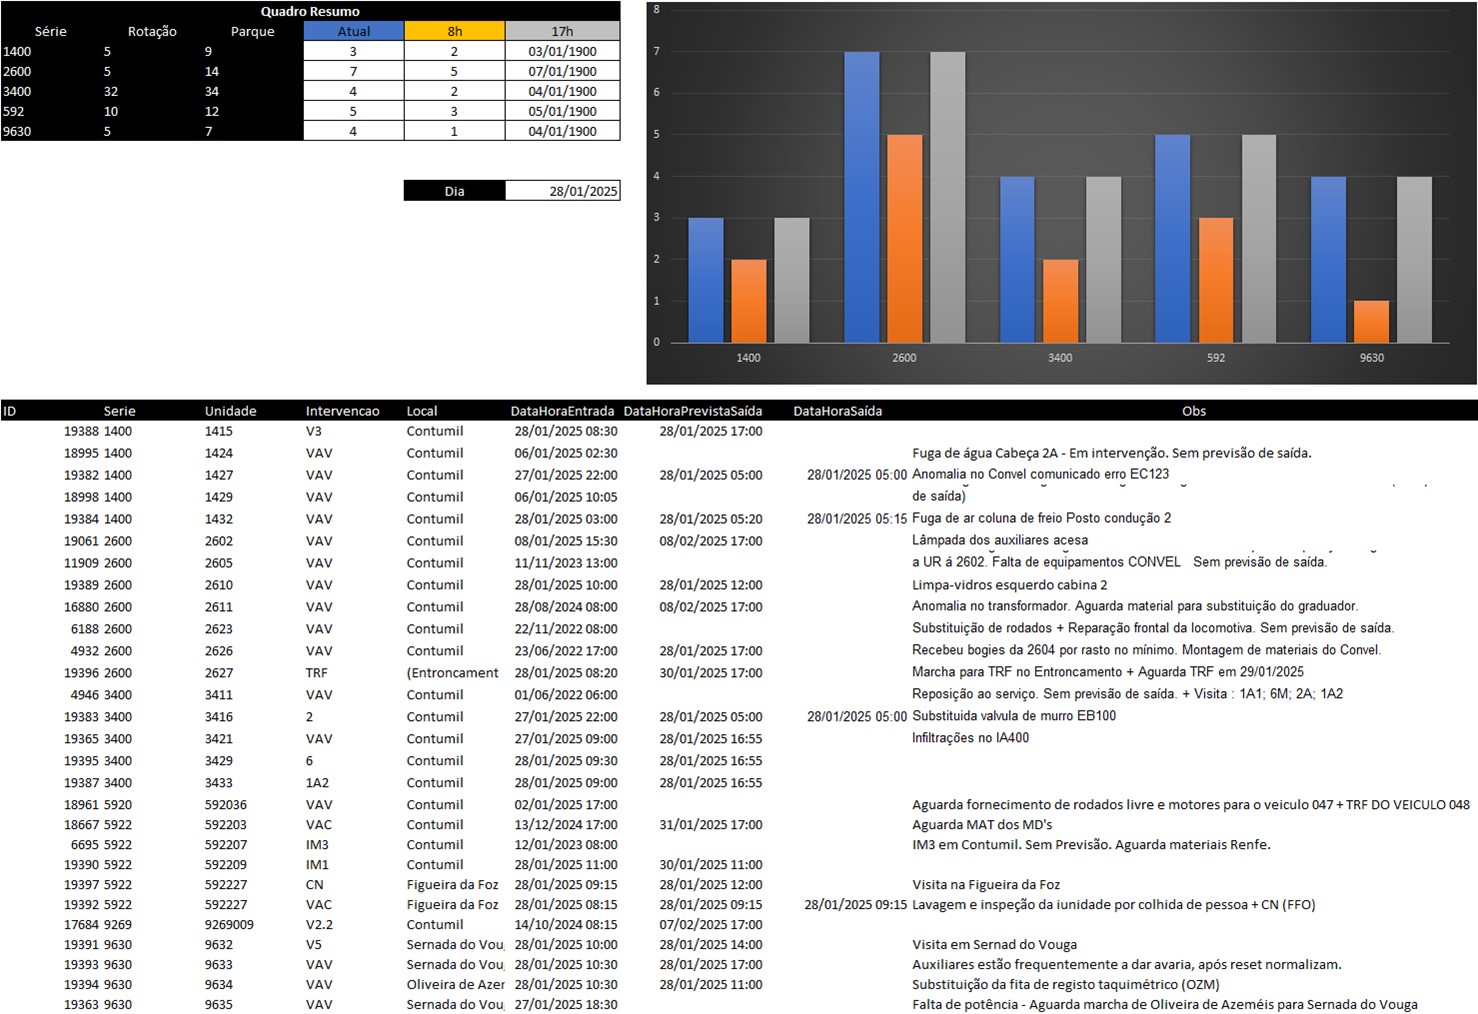 Quadro Resumo
Série Rotação Parque Atual 8h 17h
1400 5 9 3 2 03/01/1900
2600 5 14 7 5 07/01/1900
3400 32 34 4 2 04/01/1900
592 10 12 5 3 05/01/1900
9630 5 7 4 1 04/01/1900
Dia 28/01/2025
8
7
6
5
4
3
2
1
0
1400 2600 3400 592 9630
ID Serie Unidade Intervencao Local DataHoraEntrada DataHoraPrevistaSaída DataHoraSaída Obs
19388 1400 1415 V3 Contumil 28/01/2025 08:30 28/01/2025 17:00
18995 1400 1424 VAV Contumil 06/01/2025 02:30 Fuga de água Cabeça 2A - Em intervenção. Sem previsão de saída.
19382 1400 1427 VAV Contumil 27/01/2025 22:00 28/01/2025 05:00 28/01/2025 05:00 Anomalia no Convel comunicado erro EC123
18998 1400 1429 VAV Contumil 06/01/2025 10:05 de saída)
19384 1400 1432 VAV Contumil 28/01/2025 03:00 28/01/2025 05:20 28/01/2025 05:15 Fuga de ar coluna de freio Posto condução 2
19061 2600 2602 VAV Contumil 08/01/2025 15:30 08/02/2025 17:00 Lâmpada dos auxiliares acesa
11909 2600 2605 VAV Contumil 11/11/2023 13:00 a UR á 2602. Falta de equipamentos CONVEL Sem previsão de saída.
19389 2600 2610 VAV Contumil 28/01/2025 10:00 28/01/2025 12:00 Limpa-vidros esquerdo cabina 2
16880 2600 2611 VAV Contumil 28/08/2024 08:00 08/02/2025 17:00 Anomalia no transformador. Aguarda material para substituição do graduador.
6188 2600 2623 VAV Contumil 22/11/2022 08:00 Substituição de rodados + Reparação frontal da locomotiva. Sem previsão de saída.
4932 2600 2626 VAV Contumil 23/06/2022 17:00 28/01/2025 17:00 Recebeu bogies da 2604 por rasto no mínimo. Montagem de materiais do Convel.
19396 2600 2627 TRF (Entroncament 28/01/2025 08:20 30/01/2025 17:00 Marcha para TRF no Entroncamento + Aguarda TRF em 29/01/2025
4946 3400 3411 VAV Contumil 01/06/2022 06:00 Reposição ao serviço. Sem previsão de saída. + Visita : 1A1; 6M; 2A; 1A2
19383 3400 3416 2 Contumil 27/01/2025 22:00 28/01/2025 05:00 28/01/2025 05:00 Substituida valvula de murro EB100
19365 3400 3421 VAV Contumil 27/01/2025 09:00 28/01/2025 16:55 Infiltrações no IA400
19395 3400 3429 6 Contumil 28/01/2025 09:30 28/01/2025 16:55
19387 3400 3433 1A2 Contumil 28/01/2025 09:00 28/01/2025 16:55
18961 5920 592036 VAV Contumil 02/01/2025 17:00 Aguarda fornecimento de rodados livre e motores para o veiculo 047 + TRF DO VEICULO 048
18667 5922 592203 VAC Contumil 13/12/2024 17:00 31/01/2025 17:00 Aguarda MAT dos MD's
6695 5922 592207 IM3 Contumil 12/01/2023 08:00 IM3 em Contumil. Sem Previsão. Aguarda materiais Renfe.
19390 5922 592209 IM1 Contumil 28/01/2025 11:00 30/01/2025 11:00
19397 5922 592227 CN Figueira da Foz 28/01/2025 09:15 28/01/2025 12:00 Visita na Figueira da Foz
19392 5922 592227 VAC Figueira da Foz 28/01/2025 08:15 28/01/2025 09:15 28/01/2025 09:15 Lavagem e inspeção da iunidade por colhida de pessoa + CN (FFO)
17684 9269 9269009 V2.2 Contumil 14/10/2024 08:15 07/02/2025 17:00
19391 9630 9632 V5 Sernada do Vou 28/01/2025 10:00 28/01/2025 14:00 Visita em Sernad do Vouga
19393 9630 9633 VAV Sernada do Vou 28/01/2025 10:30 28/01/2025 17:00 Auxiliares estão frequentemente a dar avaria, após reset normalizam.
19394 9630 9634 VAV Oliveira de Azer 28/01/2025 10:30 28/01/2025 11:00 Substituição da fita de registo taquimétrico (OZM)
19363 9630 9635 VAV Sernada do Vou 27/01/2025 18:30 Falta de potência - Aguarda marcha de Oliveira de Azeméis para Sernada do Vouga